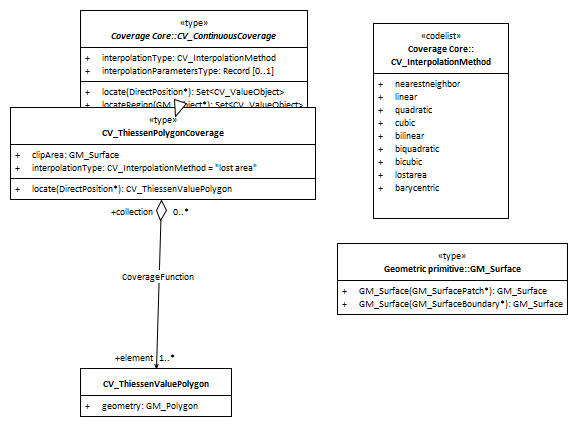 «type»
Coverage Core::CV_ContinuousCoverage
+ interpolationType: CV_InterpolationMethod
+ interpolationParametersType: Record [0..1]
+ locate(DirectPosition*): Set<CV_ValueObject>
+ locateRegion(GM_Object*): Set<CV_ValueObject>
«type»
CV_ThiessenPolygonCoverage
+ clipArea: GM_Surface
+ interpolationType: CV_InterpolationMethod = "lost area"
+ locate(DirectPosition*): CV_ThiessenValuePolygon
+collection 0..*
CoverageFunction
+element 1..*
CV_ThiessenValuePolygon
+ geometry: GM_Polygon
«codelist»
Coverage Core::
CV_InterpolationMethod
+ nearestneighbor
+ linear
+ quadratic
+ cubic
+ bilinear
+ biquadratic
+ bicubic
+ lostarea
+ barycentric
«type»
Geometric primitive::GM_Surface
+ GM_Surface(GM_SurfacePatch*): GM_Surface
+ GM_Surface(GM_SurfaceBoundary*): GM_Surface